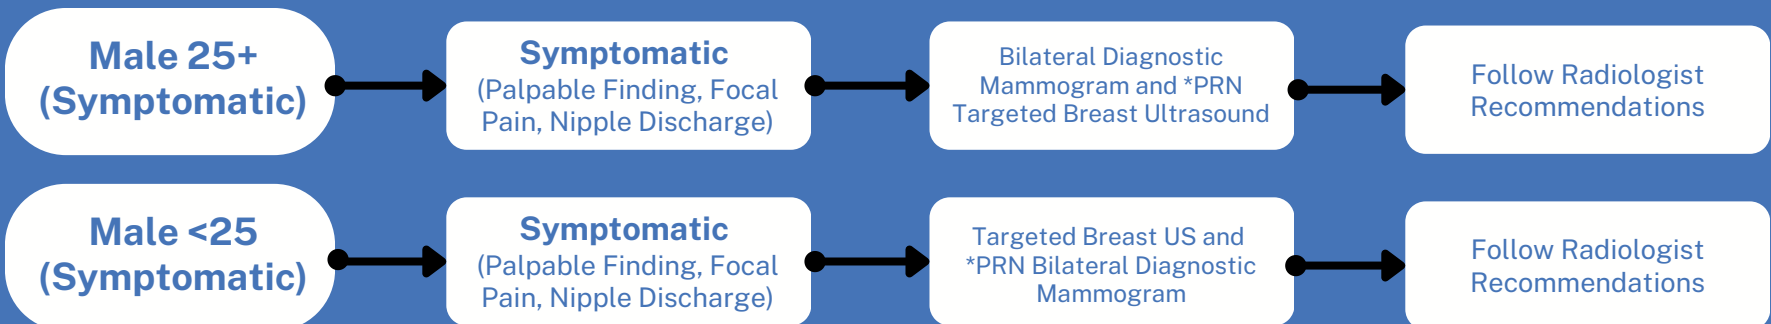 Male 25+
(Symptomatic)
Symptomatic
(Palpable Finding, Focal
Pain, Nipple Discharge)
Bilateral Diagnostic
Mammogram and *PRN
Targeted Breast Ultrasound
Follow Radiologist
Recommendations
Male <25
(Symptomatic)
Symptomatic
(Palpable Finding, Focal
Pain, Nipple Discharge)
Targeted Breast US and
*PRN Bilateral Diagnostic
Mammogram
Follow Radiologist
Recommendations